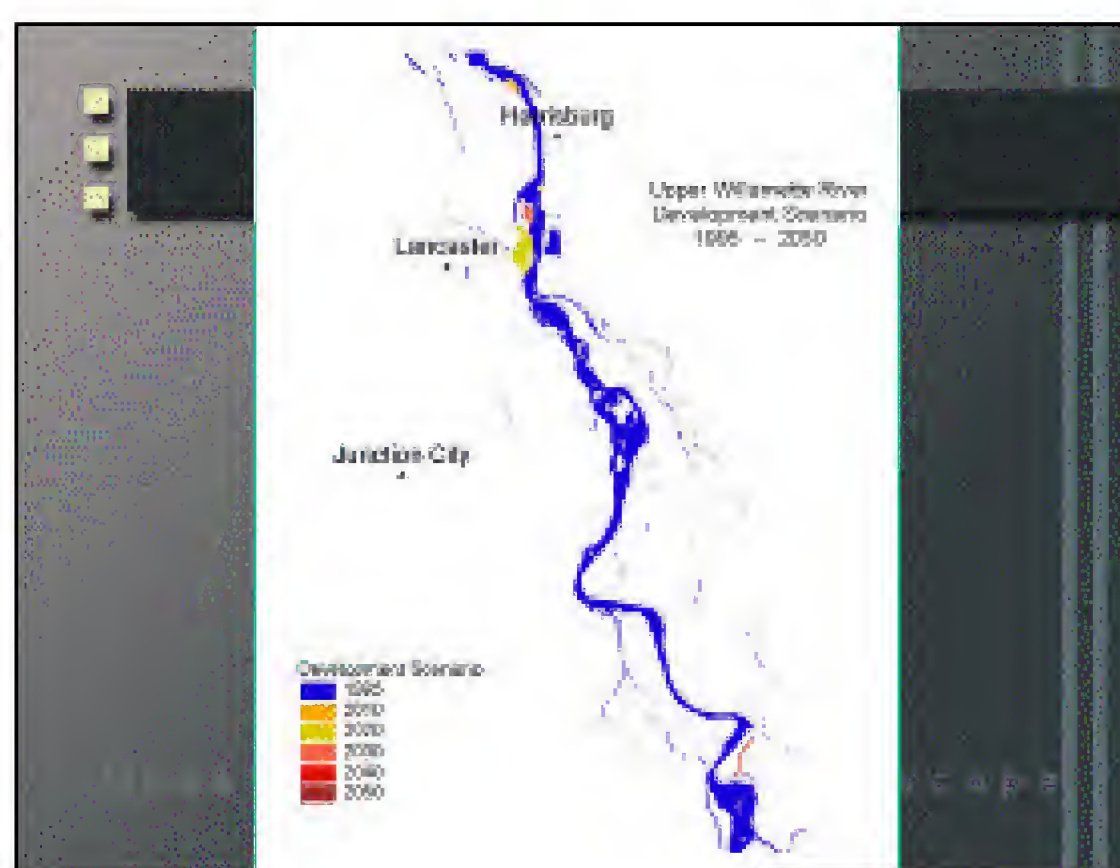 Harrisburg
Upper Willamette River
Development Scenario
1995 - 2050
Lancaster
Junction City
Development Scenario
1995
2010
2020
2030
2040
2050